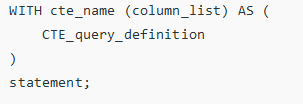 WITH cte_name (column_list) AS (
    CTE_query_definition
)
statement;